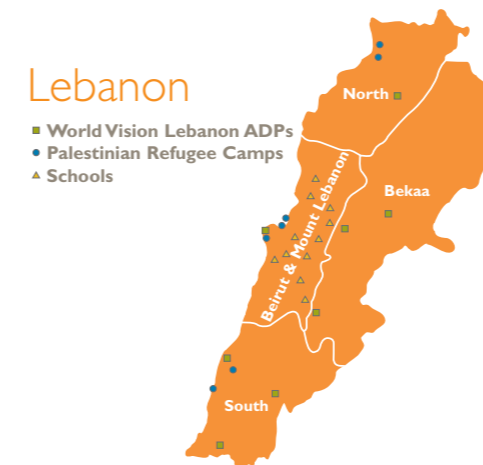 Lebanon
World Vision Lebanon ADPs
Palestinian Refugee Camps
Schools
North
Bekaa
Beirut & Mount Lebanon
South